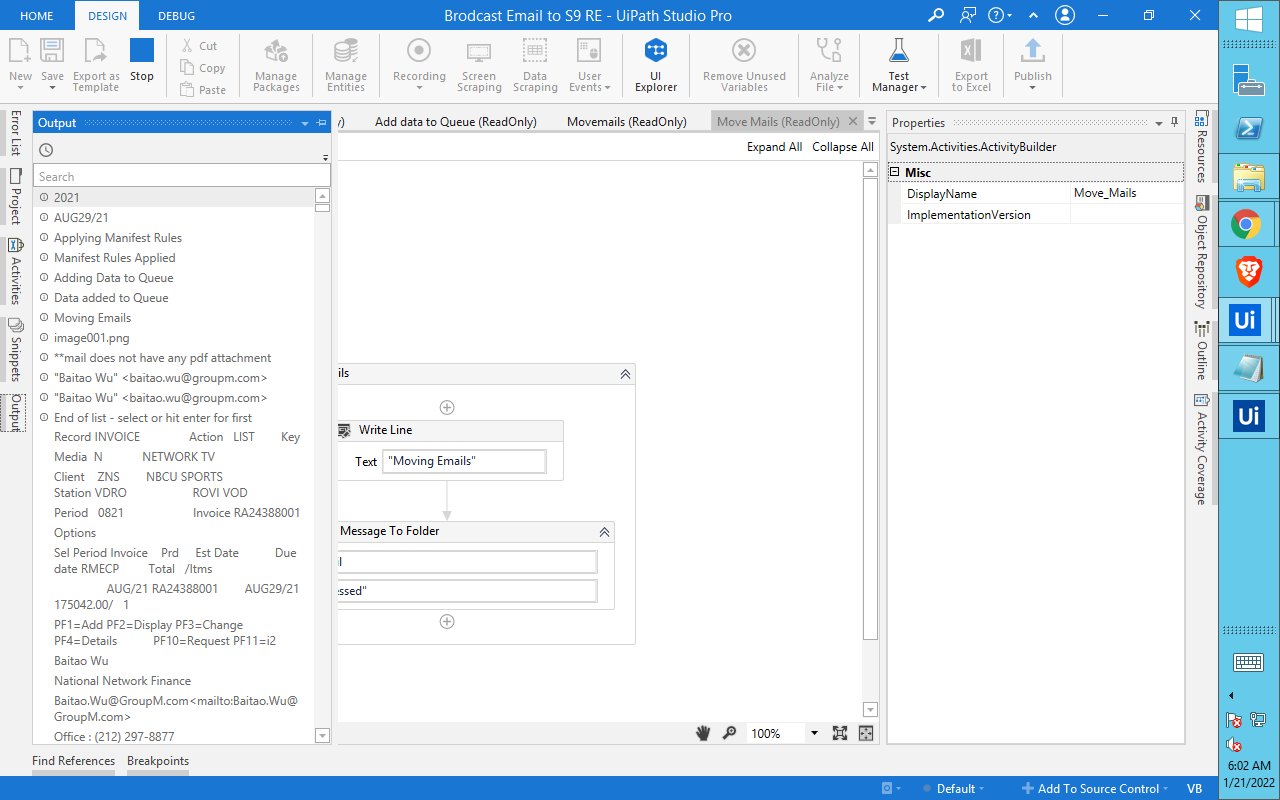 HOME
DESIGN
DEBUG
Brodcast Email to S9 RE - UiPath Studio Pro
New
Save
Export as
Template
Stop
Cut
Copy
Paste
Manage
Packages
Manage
Entities
Recording
Screen
Scraping
Data
Scraping
User
Events
UI
Explorer
Remove Unused
Variables
Analyze
File
Test
Manager
Export
to Excel
Publish
Error List
Project
Activities
Snippets
Output
Output
Search
2021
AUG29/21
Applying Manifest Rules
Manifest Rules Applied
Adding Data to Queue
Data added to Queue
Moving Emails
image001.png
**mail does not have any pdf attachment
"Baitao Wu" <baitao.wu@groupm.com>
"Baitao Wu" <baitao.wu@groupm.com>
End of list - select or hit enter for first
Record INVOICE Action LIST Key
Media N NETWORK TV
Client ZNS NBCU SPORTS
Station VDRO ROVI VOD
Period 0821 Invoice RA24388001
Options
Sel Period Invoice Prd Est Date Due
date RMECP Total /Itms
AUG/21 RA24388001 AUG29/21
175042.00/ 1
PF1=Add PF2=Display PF3=Change
PF4=Details PF10=Request PF11=i2
Baitao Wu
National Network Finance
Baitao.Wu@GroupM.com<mailto:Baitao.Wu@
GroupM.com>
Office : (212) 297-8877
Find References
Breakpoints
y)
Add data to Queue (ReadOnly)
Movemails (ReadOnly)
Move Mails (ReadOnly)
Expand All
Collapse All
ils
Write Line
Text
"Moving Emails"
Message To Folder
il
essed"
100%
Properties
System.Activities.ActivityBuilder
Misc
DisplayName
Move_Mails
ImplementationVersion
Resources
Object Repository
Outline
Activity Coverage
Default
Add To Source Control
VB
Ui
Ui
6:02 AM
1/21/2022